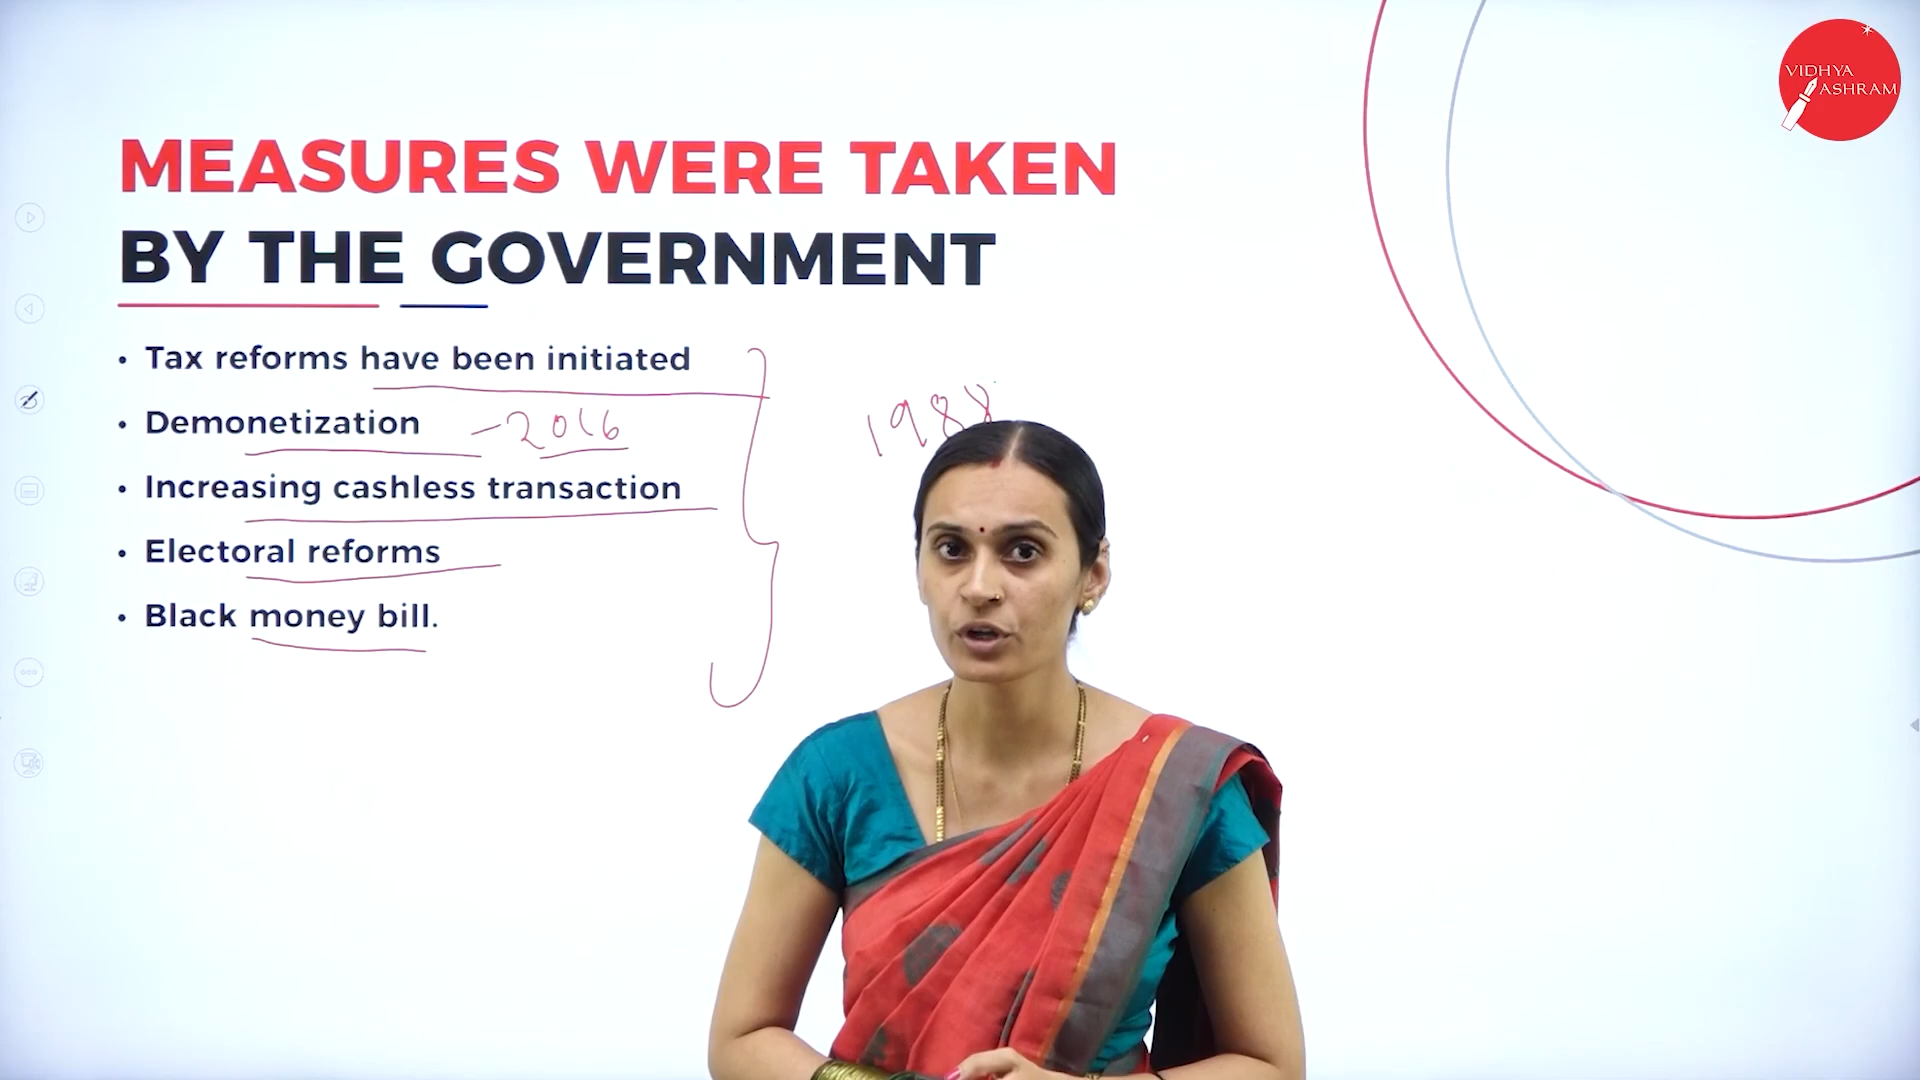 VIDHYA
ASHRAM
MEASURES WERE TAKEN
BY THE GOVERNMENT
• Tax reforms have been initiated
• Demonetization - 2016
1988
• Increasing cashless transaction
• Electoral reforms
• Black money bill.